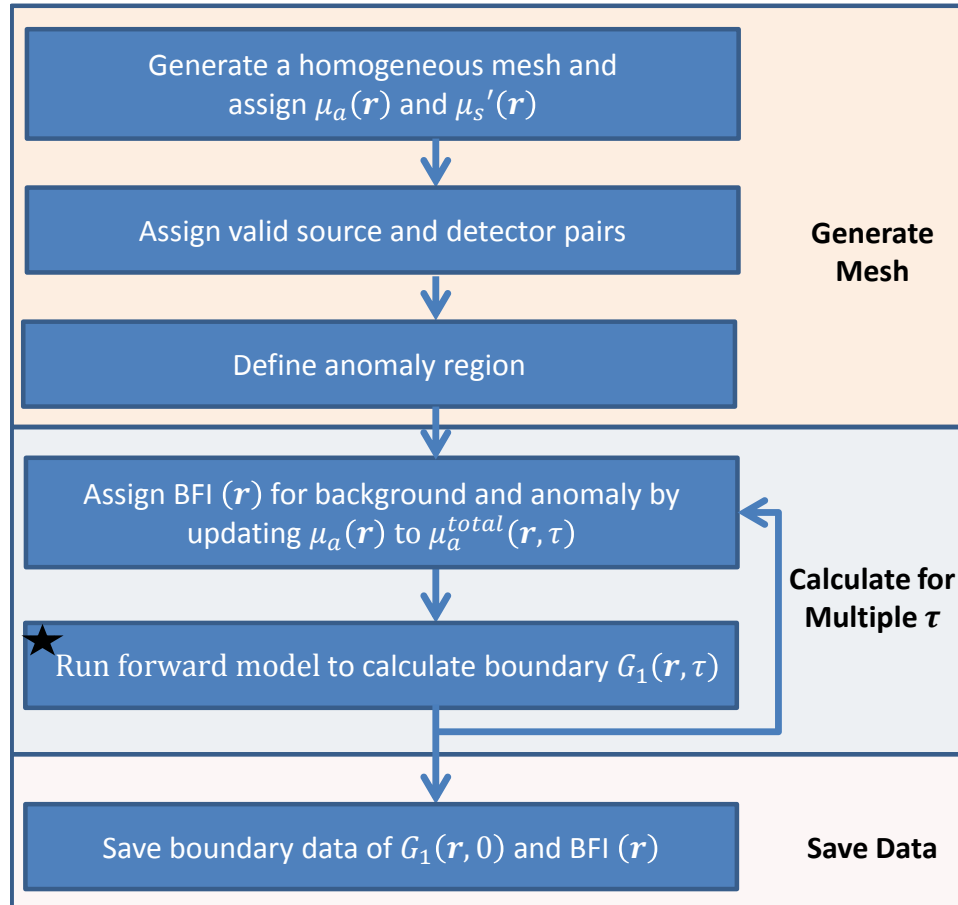 Generate a homogeneous mesh and
assign μₐ(𝒓) and μₛ′(𝒓)
Assign valid source and detector pairs
Define anomaly region
Generate
Mesh
Assign BFI (𝒓) for background and anomaly by
updating μₐ(𝒓) to μₐᵗᵒᵗᵃˡ(𝒓, τ)
Run forward model to calculate boundary G₁(𝒓, τ)
Calculate for
Multiple τ
Save boundary data of G₁(𝒓, 0) and BFI (𝒓)
Save Data